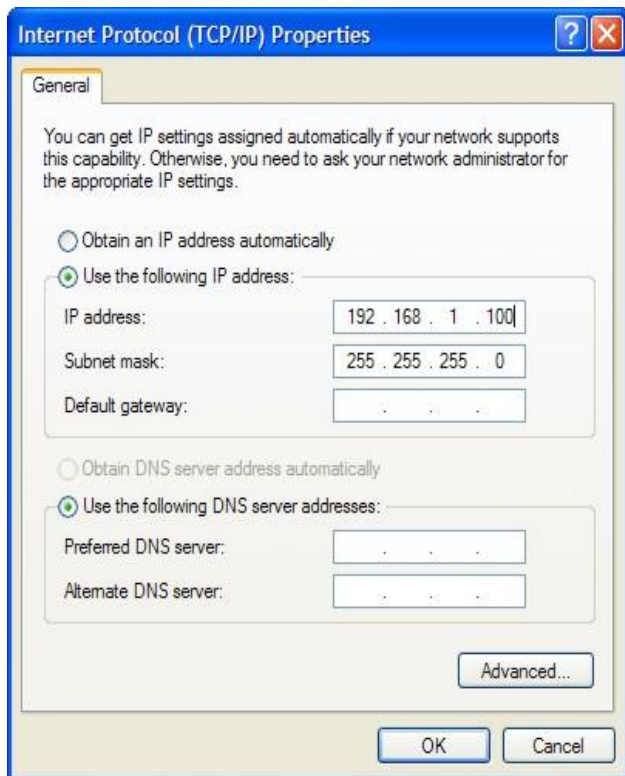 Internet Protocol (TCP/IP) Properties
General
You can get IP settings assigned automatically if your network supports
this capability. Otherwise, you need to ask your network administrator for
the appropriate IP settings.
Obtain an IP address automatically
Use the following IP address:
IP address: 192 . 168 . 1 . 100
Subnet mask: 255 . 255 . 255 . 0
Default gateway: . . .
Obtain DNS server address automatically
Use the following DNS server addresses:
Preferred DNS server: . . .
Alternate DNS server: . . .
Advanced...
OK Cancel